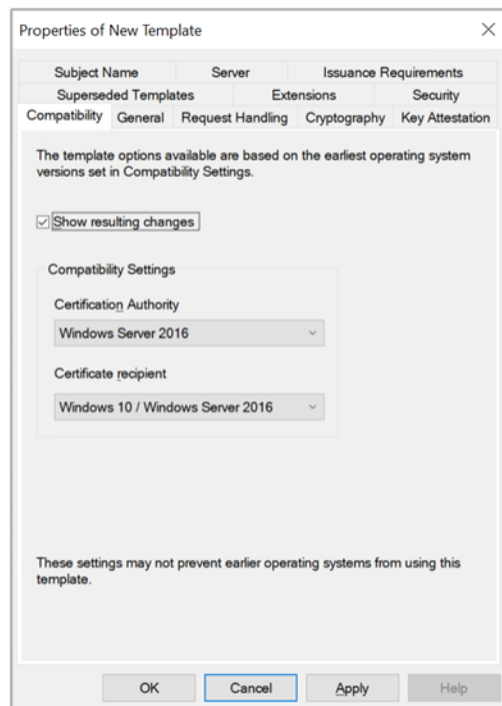 Properties of New Template
Subject Name Server Issuance Requirements
Superseded Templates Extensions Security
Compatibility General Request Handling Cryptography Key Attestation
The template options available are based on the earliest operating system
versions set in Compatibility Settings.
Show resulting changes
Compatibility Settings
Certification Authority
Windows Server 2016
Certificate recipient
Windows 10 / Windows Server 2016
These settings may not prevent earlier operating systems from using this
template.
OK Cancel Apply Help